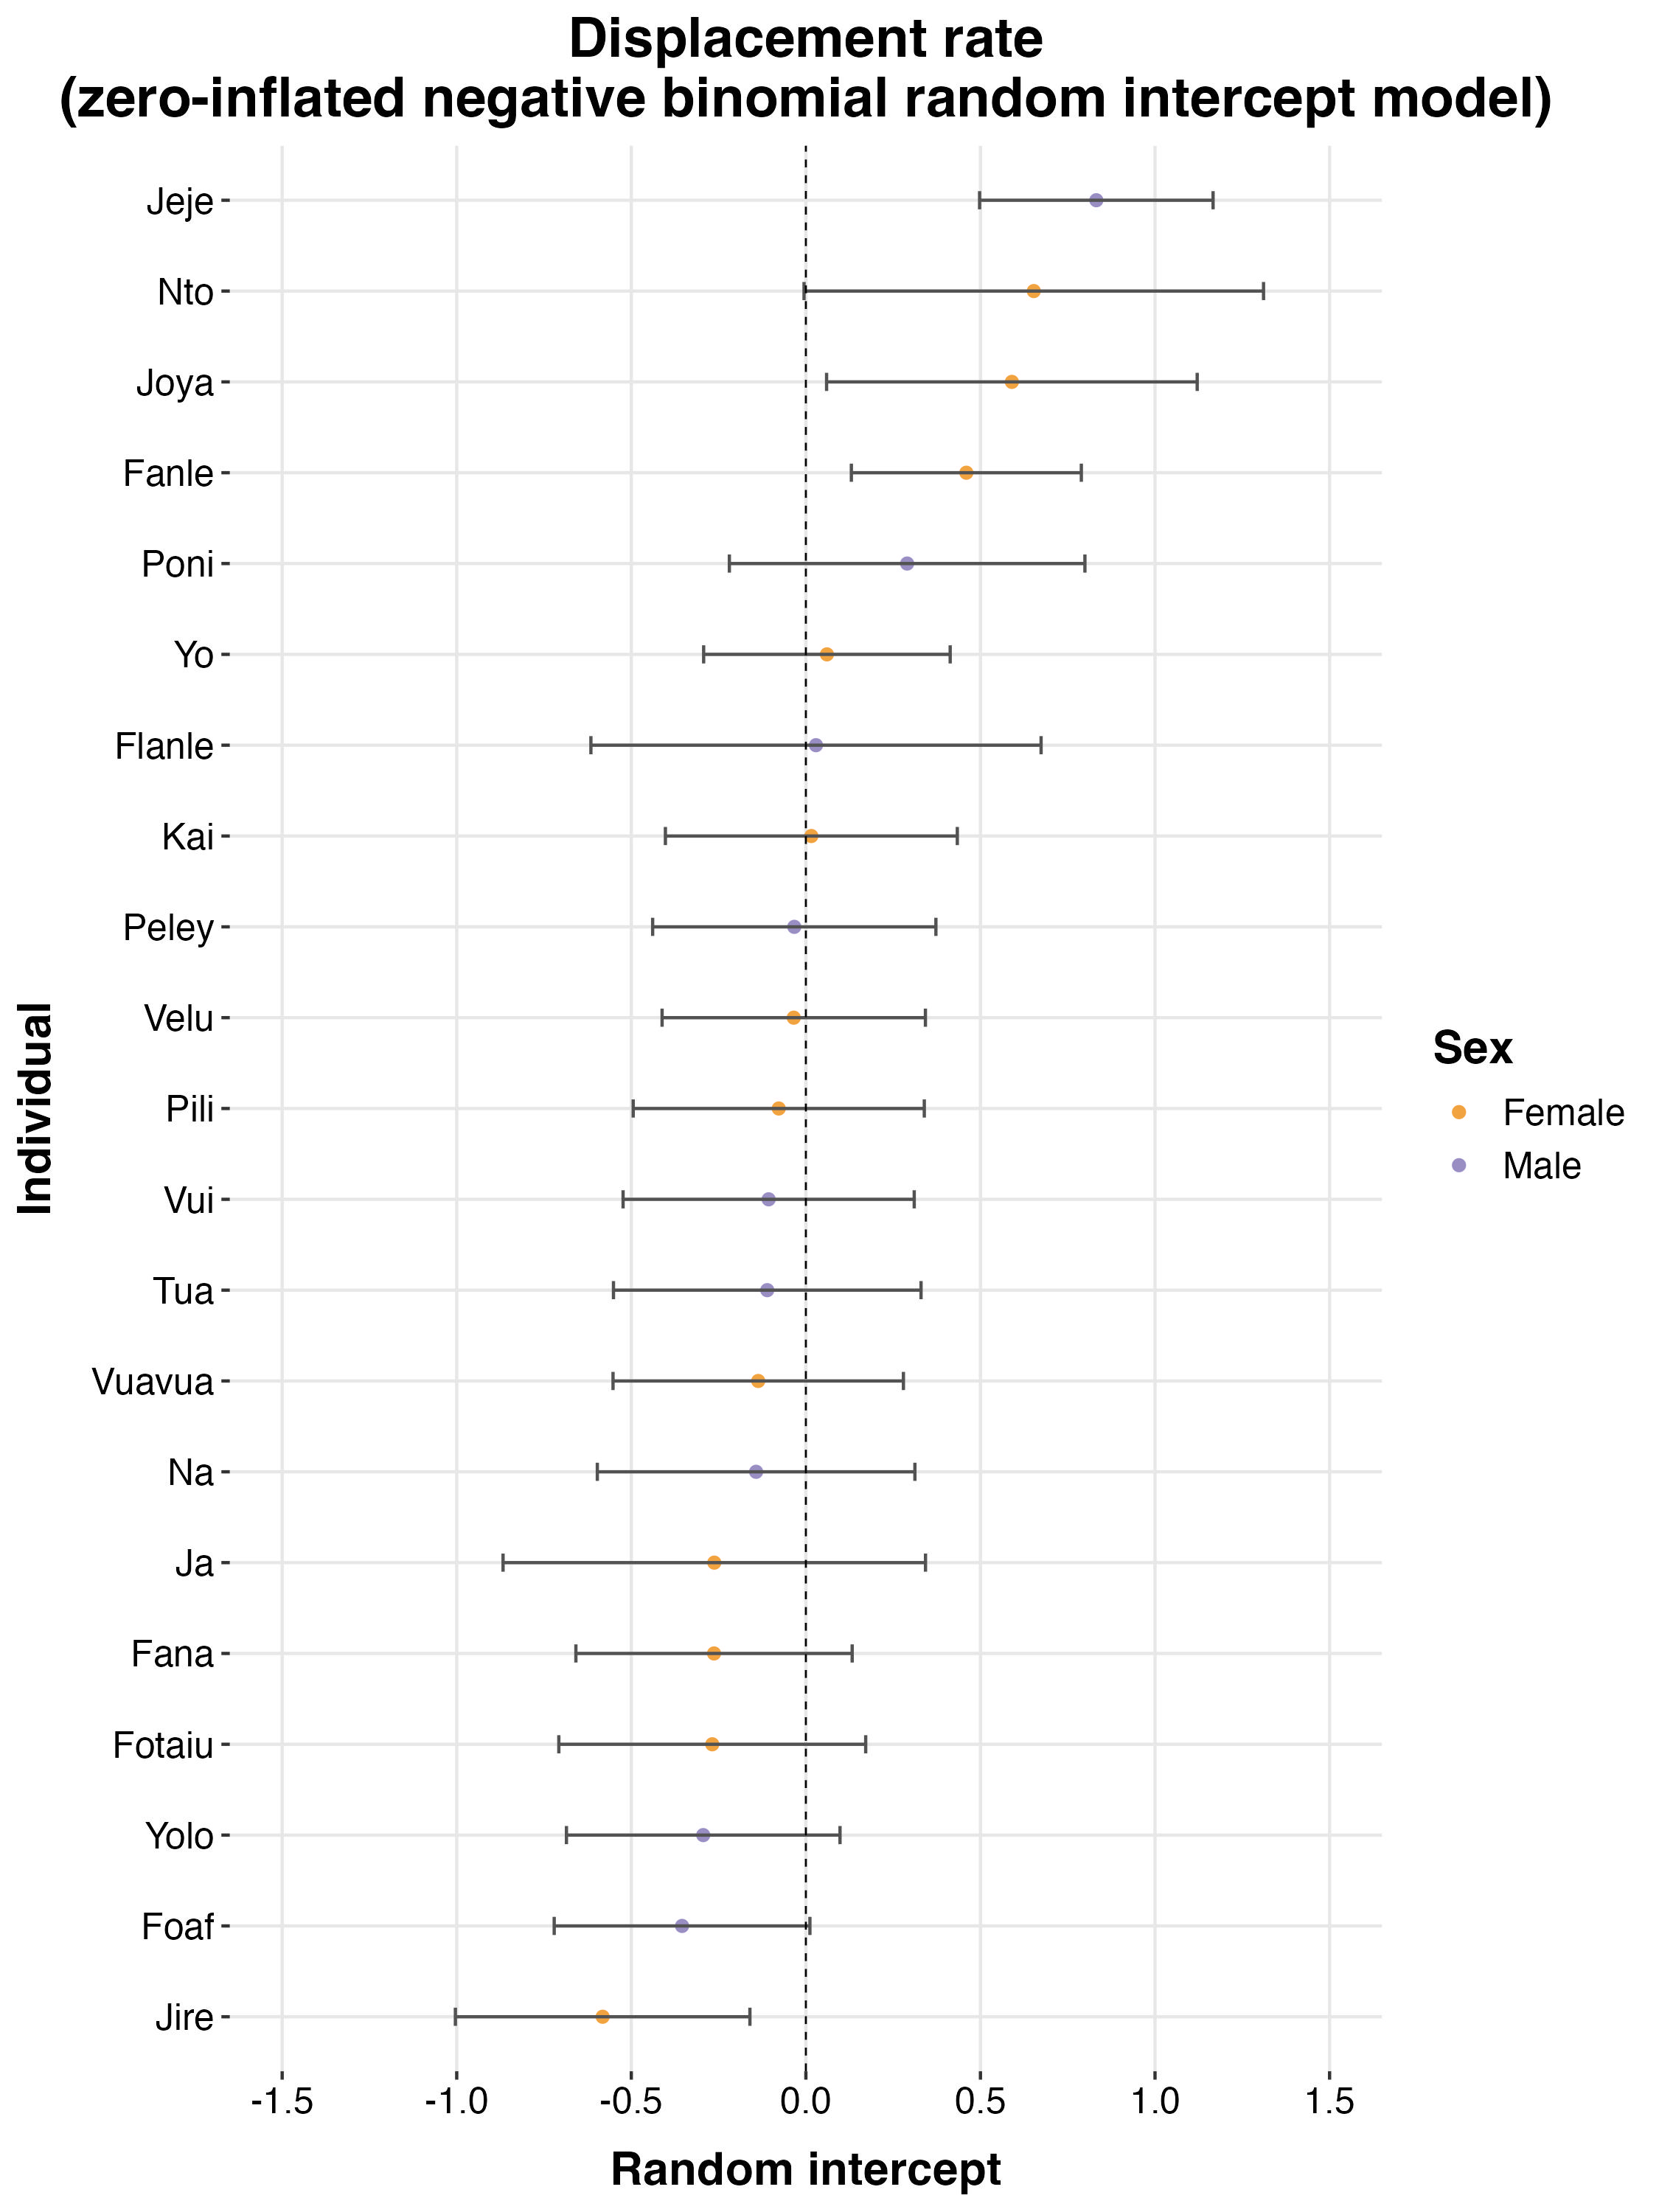 Displacement rate
(zero-inflated negative binomial random intercept model)
Jeje
Nto
Joya
Fanle
Poni
Yo
Flanle
Kai
Peley
Velu
Pili
Vui
Tua
Vuavua
Na
Ja
Fana
Fotaiu
Yolo
Foaf
Jire
Individual
-1.5 -1.0 -0.5 0.0 0.5 1.0 1.5
Random intercept
Sex
Female
Male